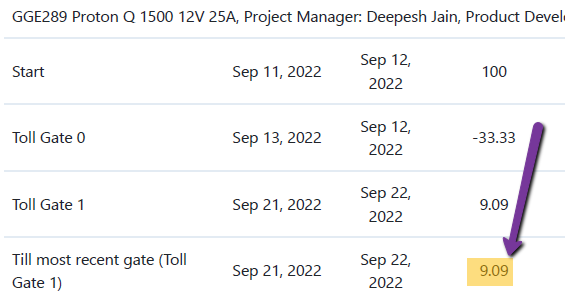 GGE289 Proton Q 1500 12V 25A, Project Manager: Deepesh Jain, Product Devel
Start Sep 11, 2022 Sep 12, 2022 100
Toll Gate 0 Sep 13, 2022 Sep 12, 2022 -33.33
Toll Gate 1 Sep 21, 2022 Sep 22, 2022 9.09
Till most recent gate (Toll Gate 1) Sep 21, 2022 Sep 22, 2022 9.09